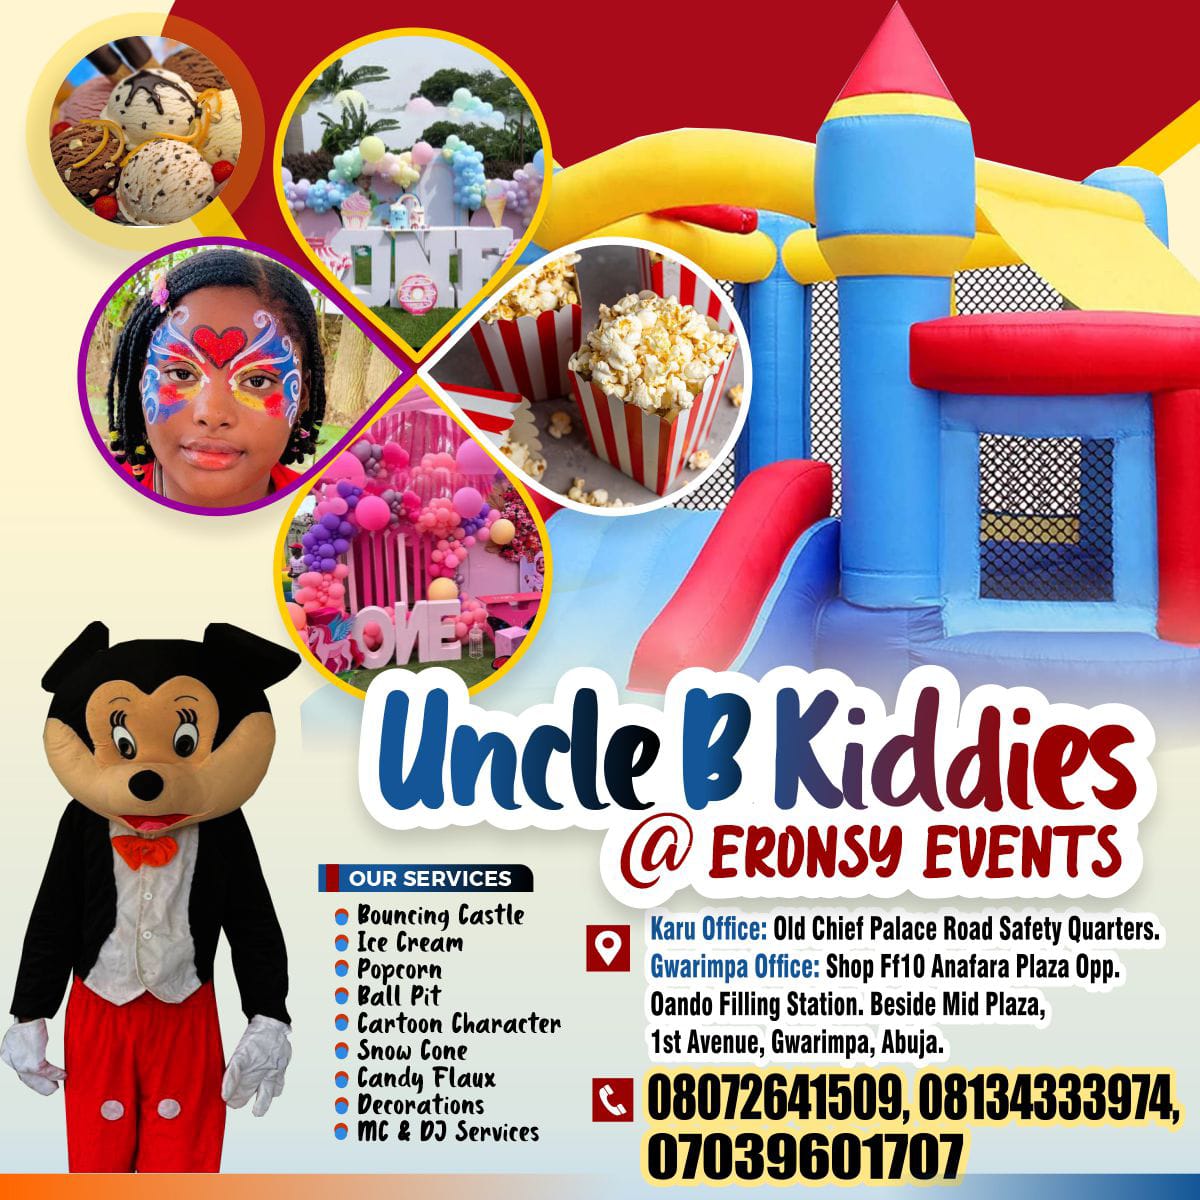 ONE
ONE
Uncle B Kiddies
@ ERONSY EVENTS
OUR SERVICES
Bouncing Castle
Ice Cream
Popcorn
Ball Pit
Cartoon Character
Snow Cone
Candy Flaux
Decorations
MC & DJ Services
Karu Office: Old Chief Palace Road Safety Quarters.
Gwarimpa Office: Shop Ff10 Anafara Plaza Opp.
Oando Filling Station. Beside Mid Plaza,
1st Avenue, Gwarimpa, Abuja.
08072641509, 08134333974,
07039601707